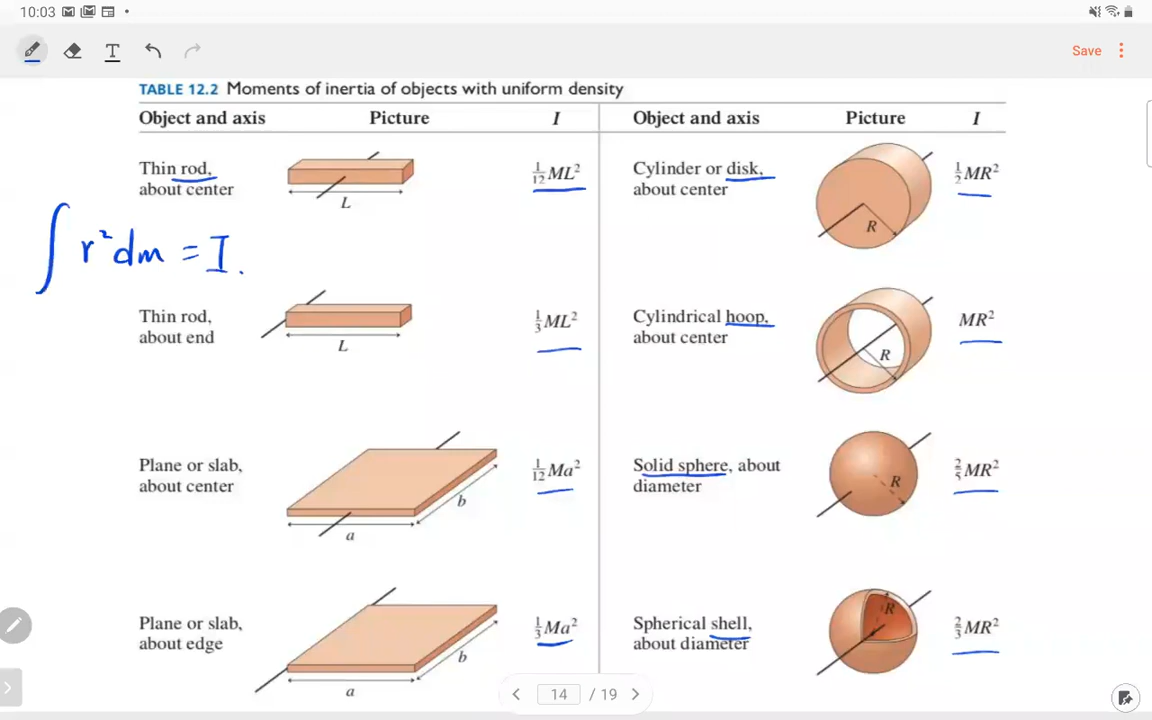 10:03
Save
TABLE 12.2 Moments of inertia of objects with uniform density
Object and axis Picture I Object and axis Picture I
Thin rod,
about center
L
1/12 ML²
Cylinder or disk,
about center
R
1/2 MR²
∫ r² dm = I.
Thin rod,
about end
L
1/3 ML²
Cylindrical hoop,
about center
R
MR²
Plane or slab,
about center
b
a
1/12 Ma²
Solid sphere, about
diameter
R
2/5 MR²
Plane or slab,
about edge
b
a
1/3 Ma²
Spherical shell,
about diameter
R
2/3 MR²
14 / 19